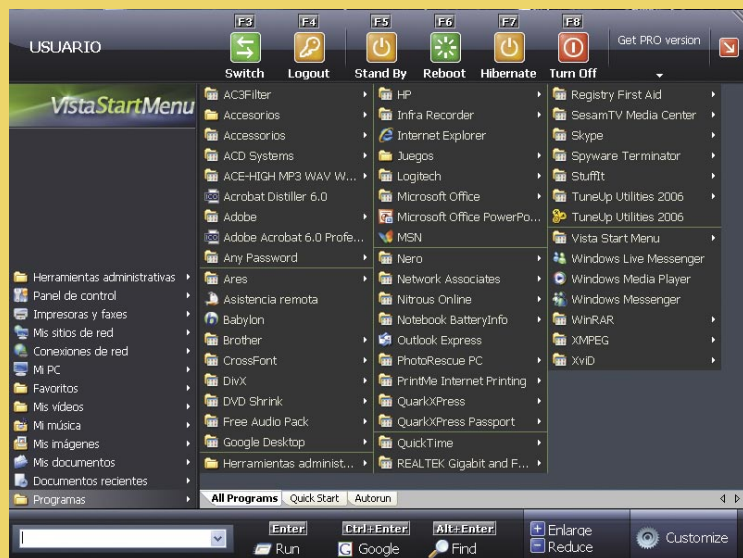 F3 F4 F5 F6 F7 F8
USUARIO
Get PRO version
Switch Logout Stand By Reboot Hibernate Turn Off
VistaStartMenu
Herramientas administrativas
Panel de control
Impresoras y faxes
Mis sitios de red
Conexiones de red
Mi PC
Favoritos
Mis vídeos
Mi música
Mis imágenes
Mis documentos
Documentos recientes
Programas
AC3Filter
Accesorios
Accessorios
ACD Systems
ACE-HIGH MP3 WAV W...
Acrobat Distiller 6.0
Adobe
Adobe Acrobat 6.0 Profe...
Any Password
Ares
Asistencia remota
Babylon
Brother
CrossFont
DivX
DVD Shrink
Free Audio Pack
Google Desktop
Herramientas administ...
HP
Infra Recorder
Internet Explorer
Juegos
Logitech
Microsoft Office
Microsoft Office PowerPo...
MSN
Nero
Network Associates
Nitrous Online
Notebook BatteryInfo
Outlook Express
PhotoRescue PC
PrintMe Internet Printing
QuarkXPress
QuarkXPress Passport
QuickTime
REALTEK Gigabit and F...
Registry First Aid
SesamTV Media Center
Skype
Spyware Terminator
StuffIt
TuneUp Utilities 2006
TuneUp Utilities 2006
Vista Start Menu
Windows Live Messenger
Windows Media Player
Windows Messenger
WinRAR
XMPEG
XviD
All Programs Quick Start Autorun
Enter Ctrl+Enter Alt+Enter
Run Google Find
Enlarge
Reduce
Customize